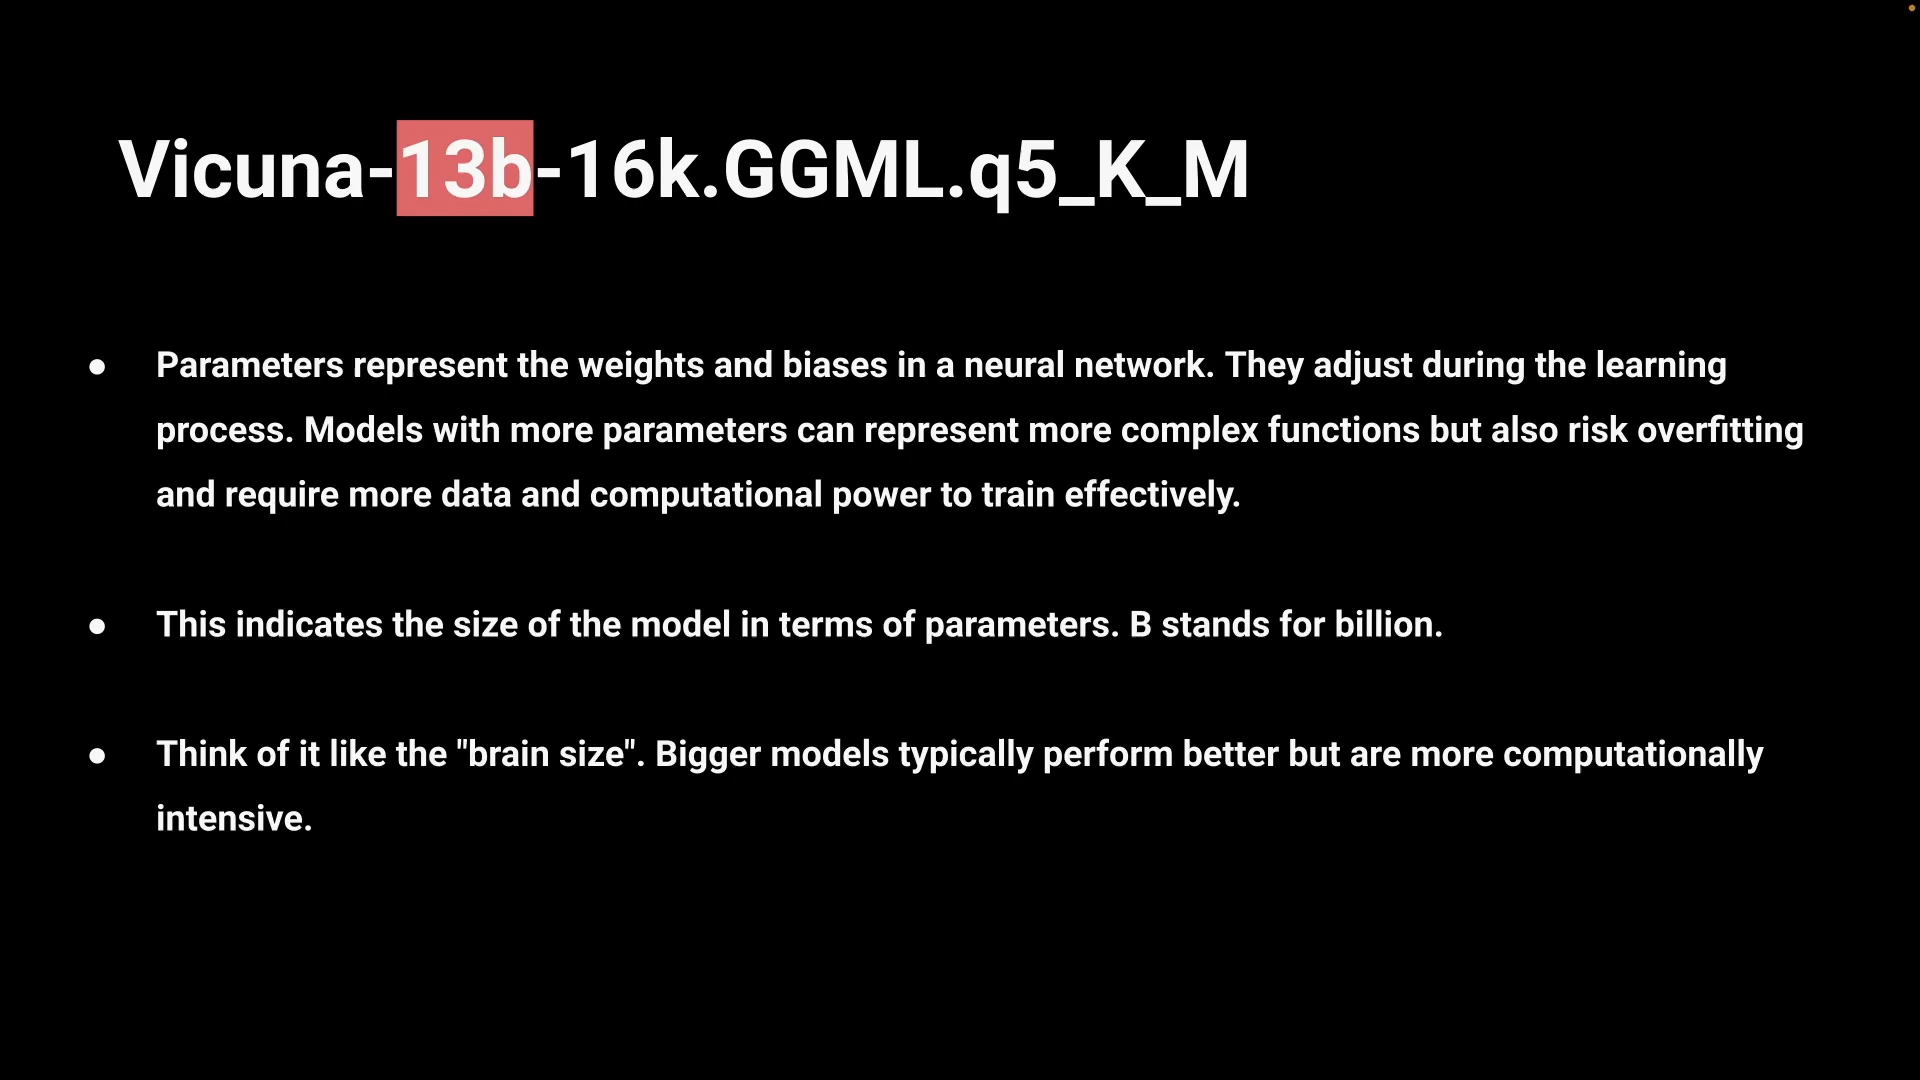 Vicuna-13b-16k.GGML.q5_K_M
● Parameters represent the weights and biases in a neural network. They adjust during the learning
process. Models with more parameters can represent more complex functions but also risk overfitting
and require more data and computational power to train effectively.
● This indicates the size of the model in terms of parameters. B stands for billion.
● Think of it like the "brain size". Bigger models typically perform better but are more computationally
intensive.